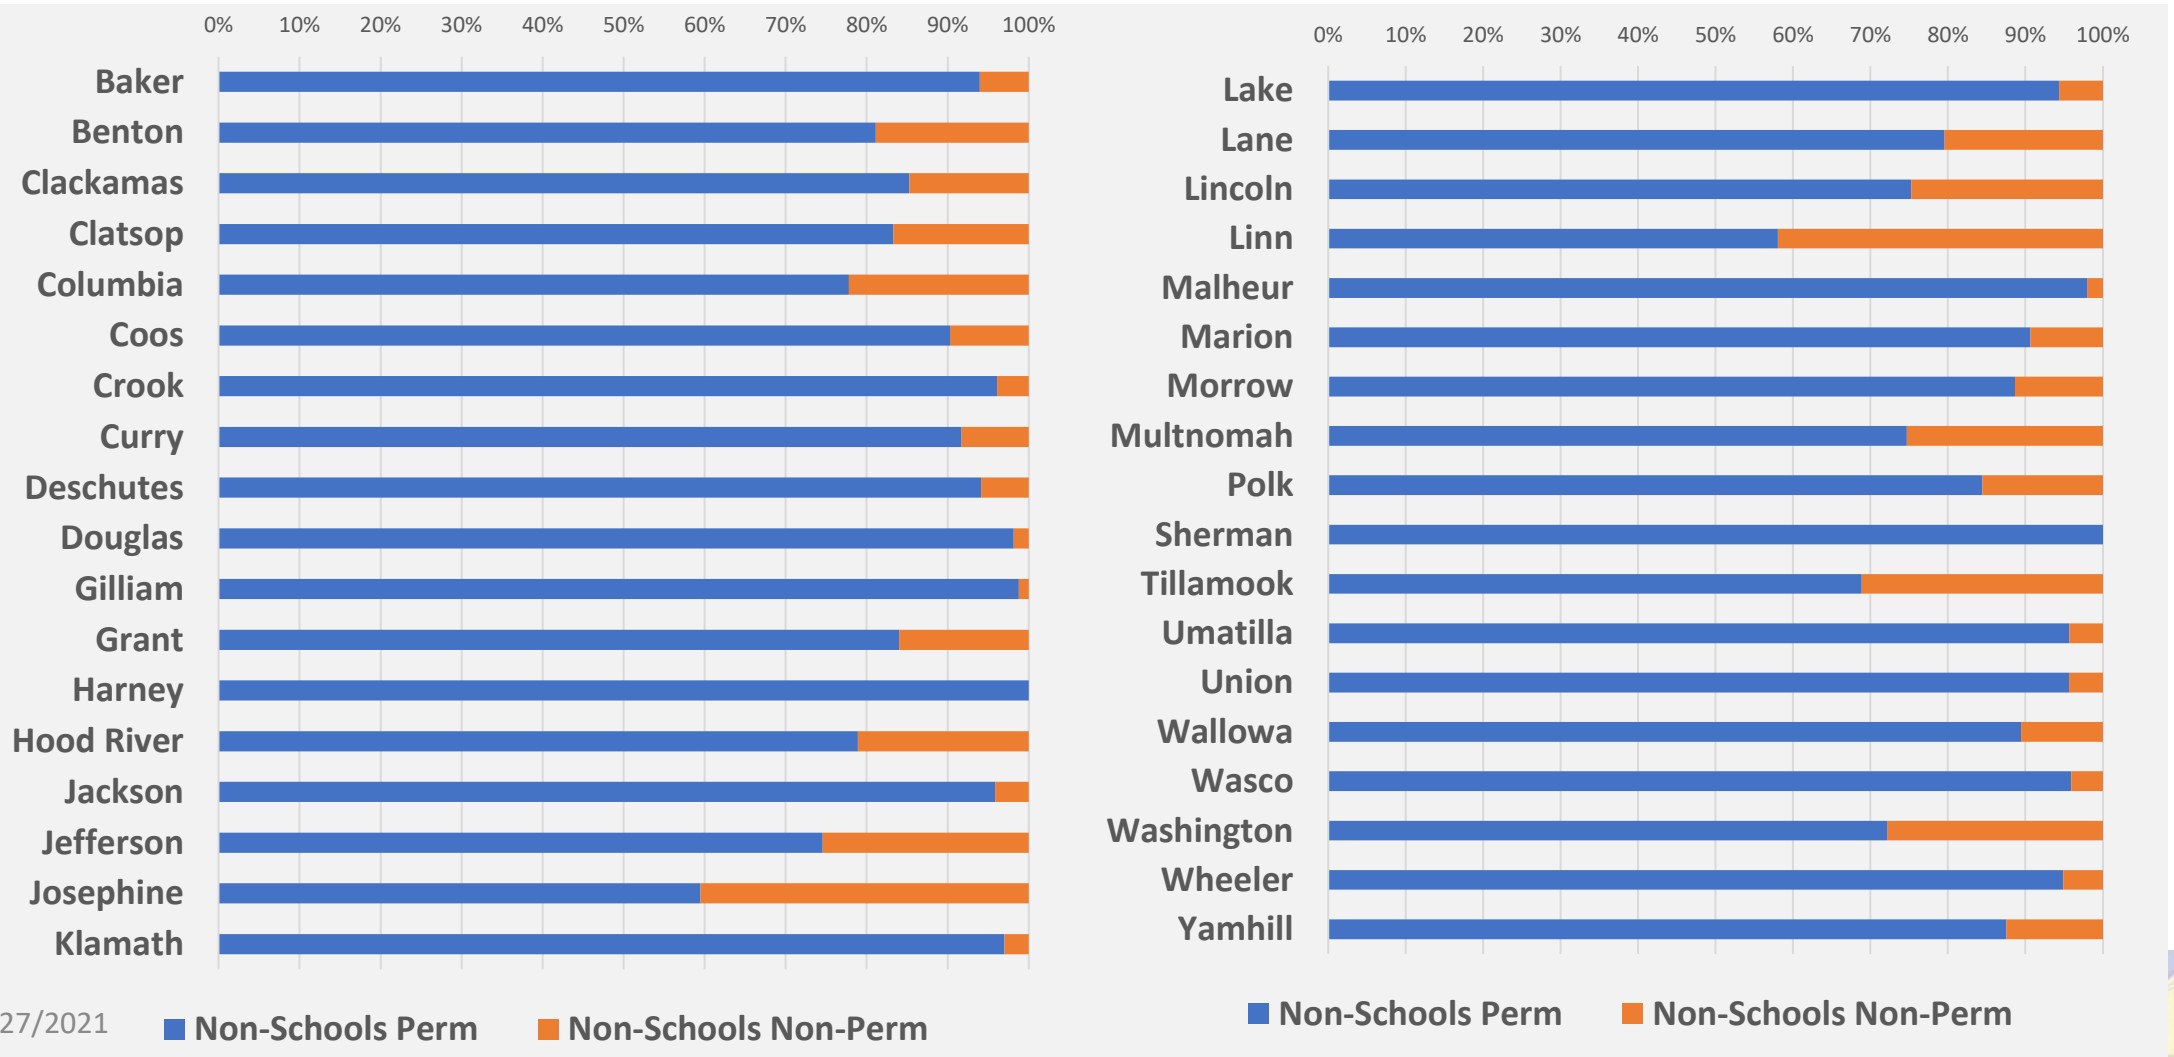 0% 10% 20% 30% 40% 50% 60% 70% 80% 90% 100%
Baker
Benton
Clackamas
Clatsop
Columbia
Coos
Crook
Curry
Deschutes
Douglas
Gilliam
Grant
Harney
Hood River
Jackson
Jefferson
Josephine
Klamath
27/2021
Non-Schools Perm Non-Schools Non-Perm
0% 10% 20% 30% 40% 50% 60% 70% 80% 90% 100%
Lake
Lane
Lincoln
Linn
Malheur
Marion
Morrow
Multnomah
Polk
Sherman
Tillamook
Umatilla
Union
Wallowa
Wasco
Washington
Wheeler
Yamhill
Non-Schools Perm Non-Schools Non-Perm